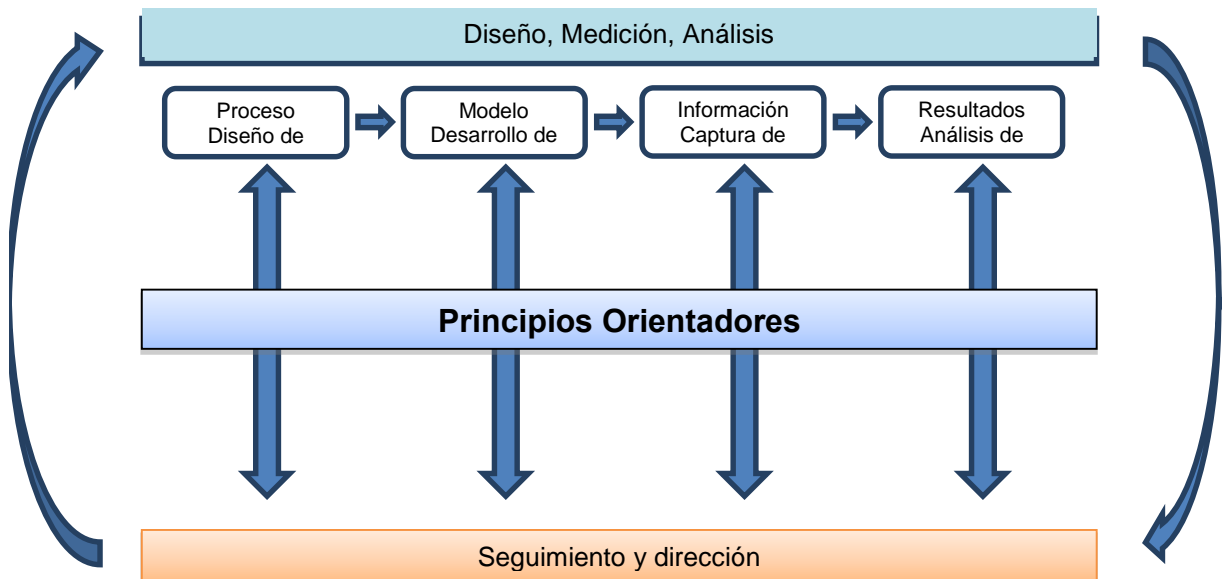 Diseño, Medición, Análisis
Proceso
Diseño de
Modelo
Desarrollo de
Información
Captura de
Resultados
Análisis de
Principios Orientadores
Seguimiento y dirección